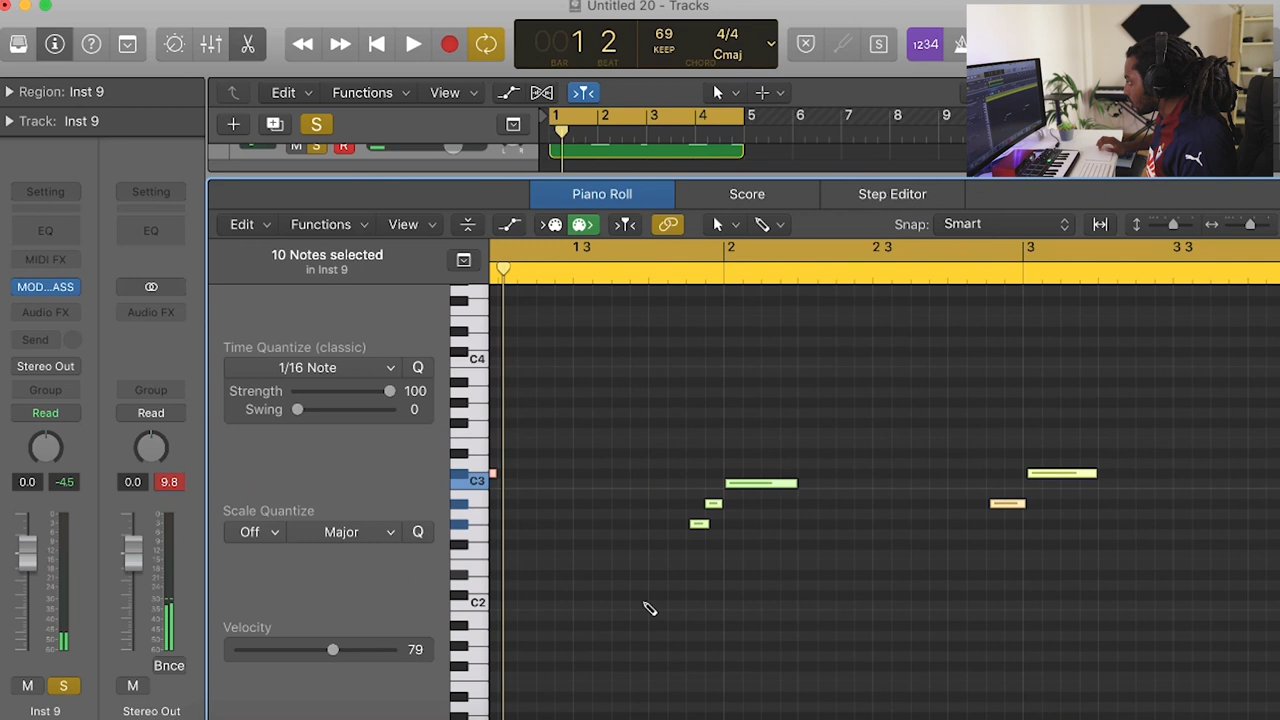 Untitled 20 - Tracks
001 2
BAR BEAT
69
KEEP
4/4
Cmaj
CHORD
S
1234
Region: Inst 9
Track: Inst 9
Edit Functions View
S
1 2 3 4 5 6 7 8 9
M S R
Piano Roll Score Step Editor
Edit Functions View Snap: Smart
10 Notes selected
in Inst 9
1 3 2 2 3 3 3 3
Setting Setting
EQ EQ
MIDI FX
MOD...ASS
Audio FX Audio FX
Send
Stereo Out
Group Group
Read Read
0.0 -4.5 0.0 9.8
Time Quantize (classic)
1/16 Note Q
Strength 100
Swing 0
Scale Quantize
Off Major Q
Velocity
79
C4
C3
C2
Bnce
M S M
Inst 9 Stereo Out